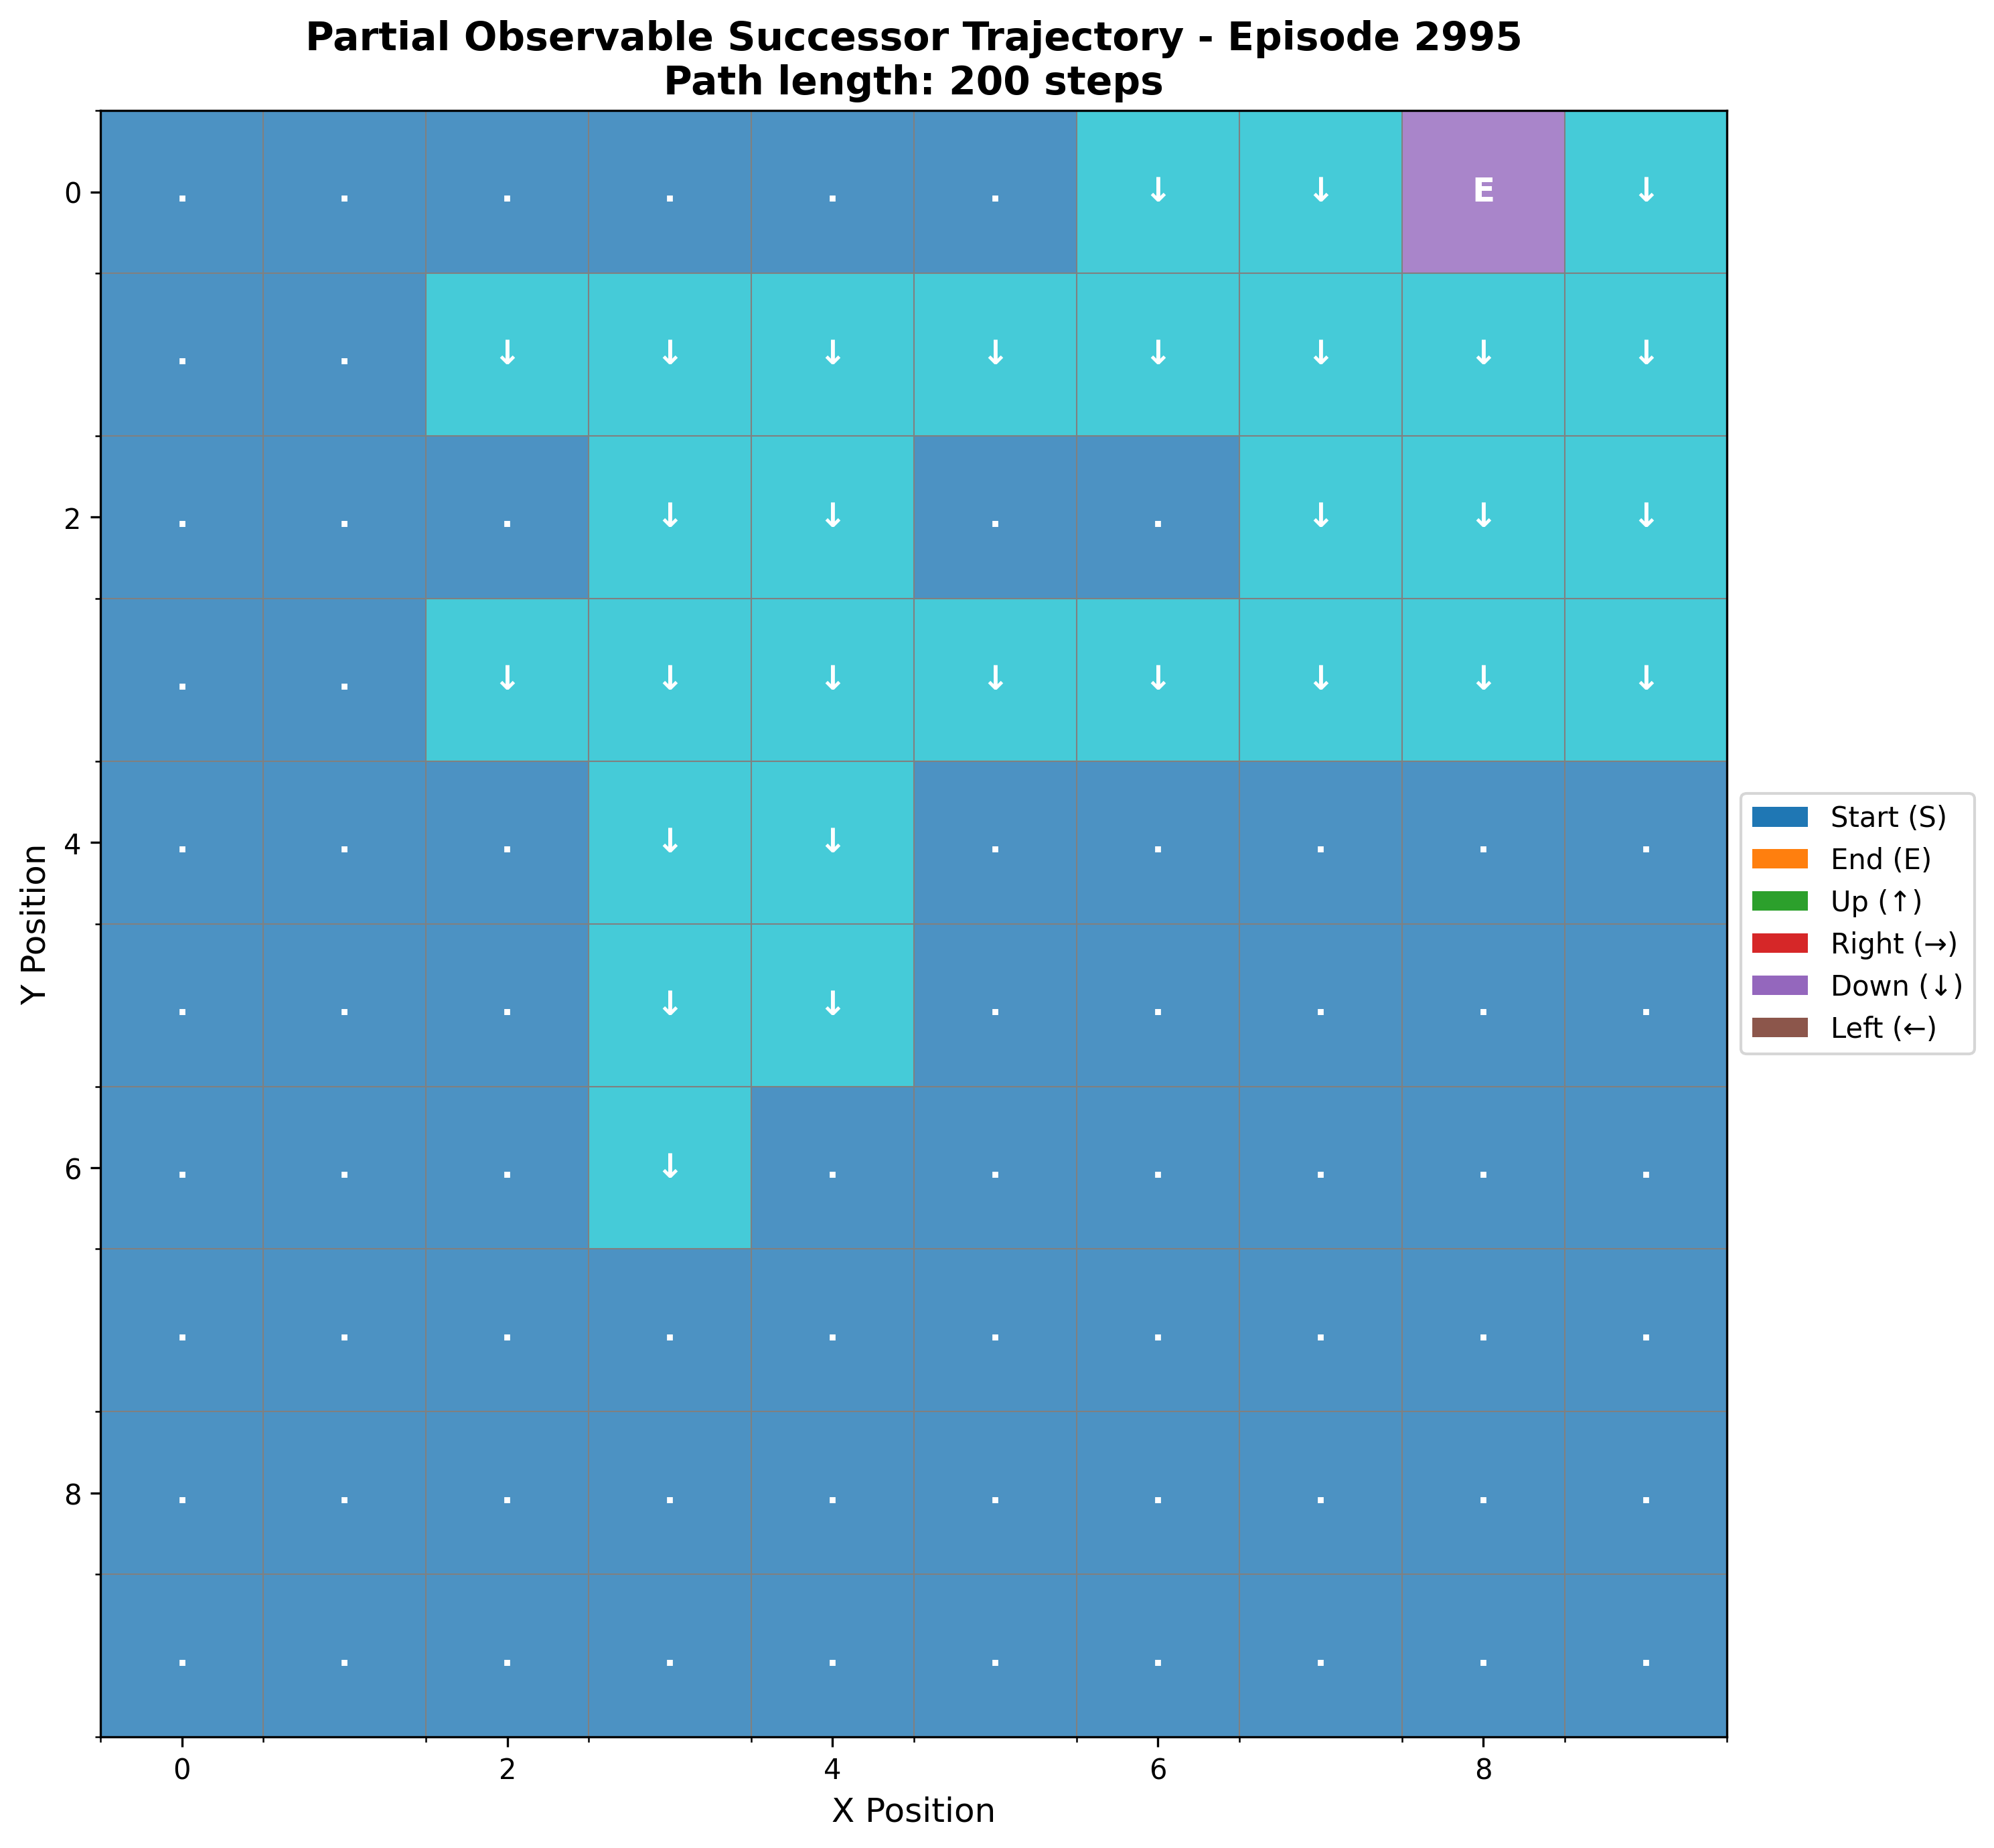 Partial Observable Successor Trajectory - Episode 2995
Path length: 200 steps
0 . . . . . . ↓ ↓ E ↓
. . ↓ ↓ ↓ ↓ ↓ ↓ ↓ ↓
2 . . . ↓ ↓ . . ↓ ↓ ↓
. . ↓ ↓ ↓ ↓ ↓ ↓ ↓ ↓
4 . . . ↓ ↓ . . . . .
. . . ↓ ↓ . . . . .
6 . . . ↓ . . . . . .
. . . . . . . . . .
8 . . . . . . . . . .
. . . . . . . . . .
0 2 4 6 8
X Position
Y Position
Start (S)
End (E)
Up (↑)
Right (→)
Down (↓)
Left (←)